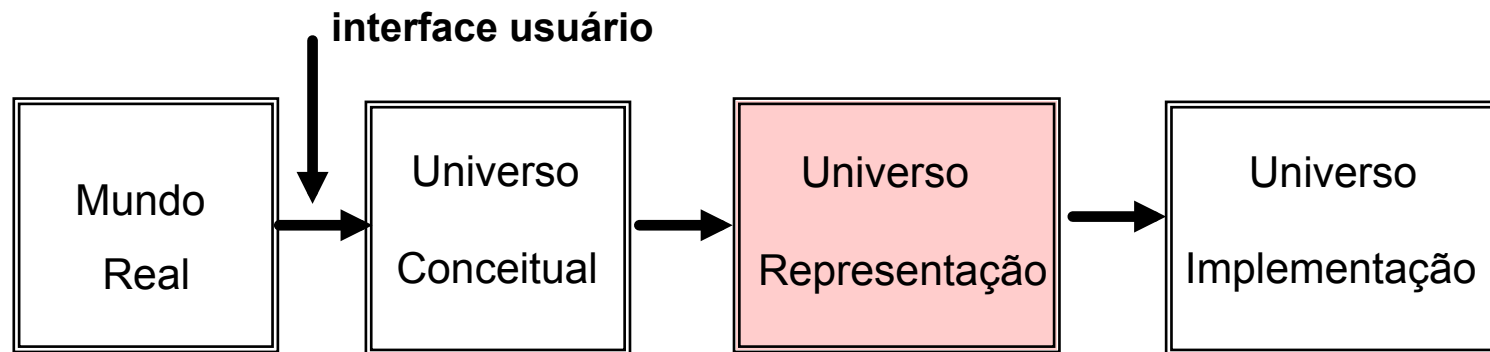 interface usuário
Mundo
Real
Universo
Conceitual
Universo
Representação
Universo
Implementação